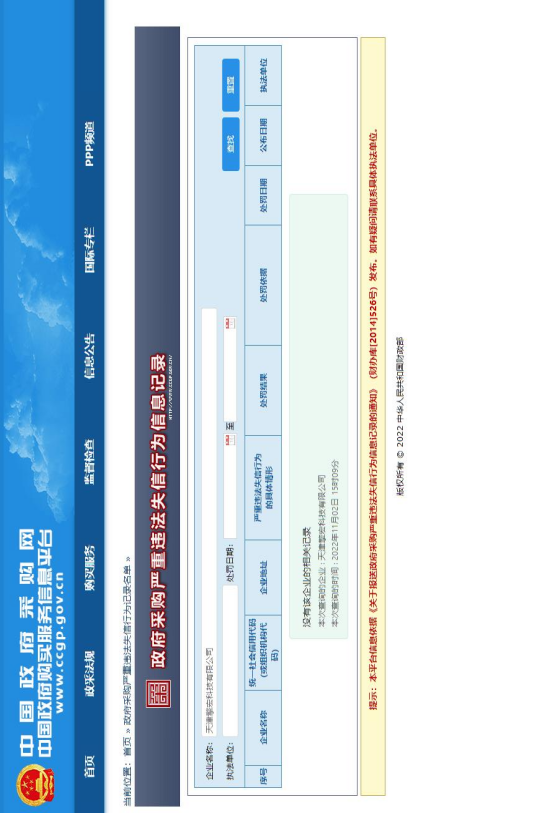 中国政府采购网
中国政府购买服务信息平台
www.ccgp.gov.cn
首页 政采法规 购买服务 监督检查 信息公告 国际专栏 PPP频道
当前位置：首页 » 政府采购严重违法失信行为记录名单 »
政府采购严重违法失信行为信息记录
HTTP://WWW.CCGP.GOV.CN/
企业名称： 天津擎宏科技有限公司
执法单位： 处罚日期： 至 查找 重置
序号 企业名称 统一社会信用代码（或组织机构代码） 企业地址 严重违法失信行为的具体情形 处罚结果 处罚依据 处罚日期 公布日期 执法单位
没有该企业的相关记录
本次查询的企业：天津擎宏科技有限公司
本次查询的时间：2022年11月02日 15时09分
提示：本平台信息依据《关于报送政府采购严重违法失信行为信息记录的通知》（财办库[2014]526号）发布。如有疑问请联系具体执法单位。
版权所有 © 2022 中华人民共和国财政部